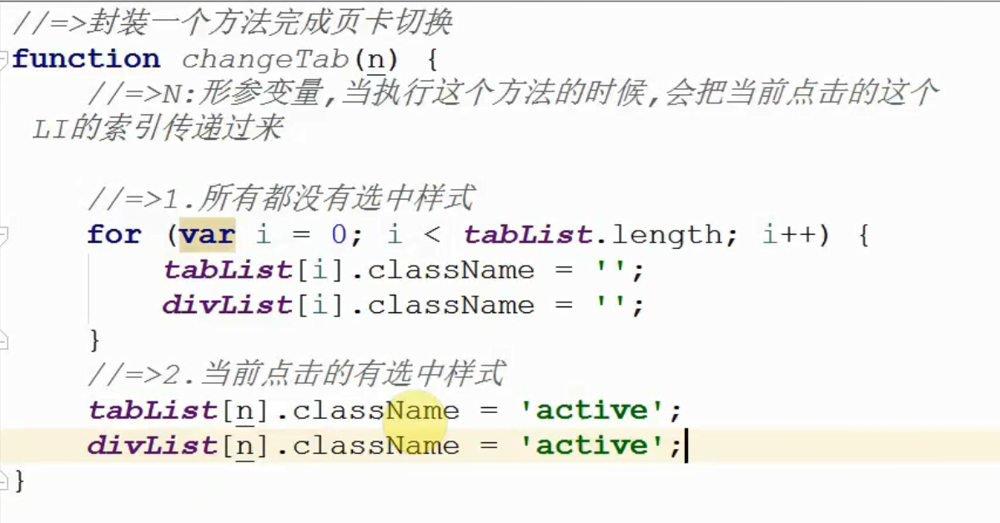 //=>封装一个方法完成页卡切换
function changeTab(n) {
//=>N:形参变量,当执行这个方法的时候,会把当前点击的这个
LI的索引传递过来
//=>1.所有都没有选中样式
for (var i = 0; i < tabList.length; i++) {
tabList[i].className = '';
divList[i].className = '';
}
//=>2.当前点击的有选中样式
tabList[n].className = 'active';
divList[n].className = 'active';
}